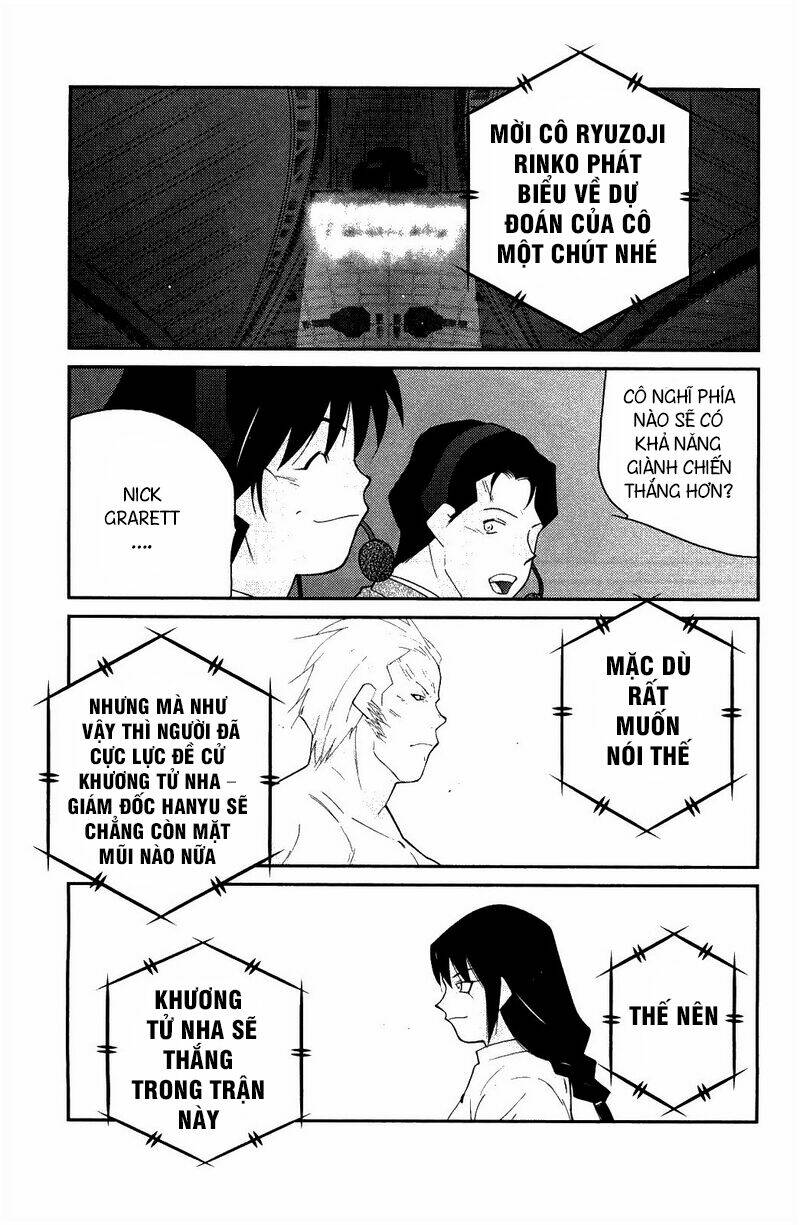 MỜI CÔ RYUZOJI
RINKO PHÁT
BIỂU VỀ DỰ
ĐOÁN CỦA CÔ
MỘT CHÚT NHÉ
CÔ NGHĨ PHÍA
NÀO SẼ CÓ
KHẢ NĂNG
GIÀNH CHIẾN
THẮNG HƠN?
NICK
GRARETT
....
MẶC DÙ
RẤT
MUỐN
NÓI THẾ
NHƯNG MÀ NHƯ
VẬY THÌ NGƯỜI ĐÃ
CỰC LỰC ĐỀ CỬ
KHƯƠNG TỬ NHA –
GIÁM ĐỐC HANYU SẼ
CHẲNG CÒN MẶT
MŨI NÀO NỮA
THẾ NÊN
KHƯƠNG
TỬ NHA SẼ
THẮNG
TRONG TRẬN
NÀY